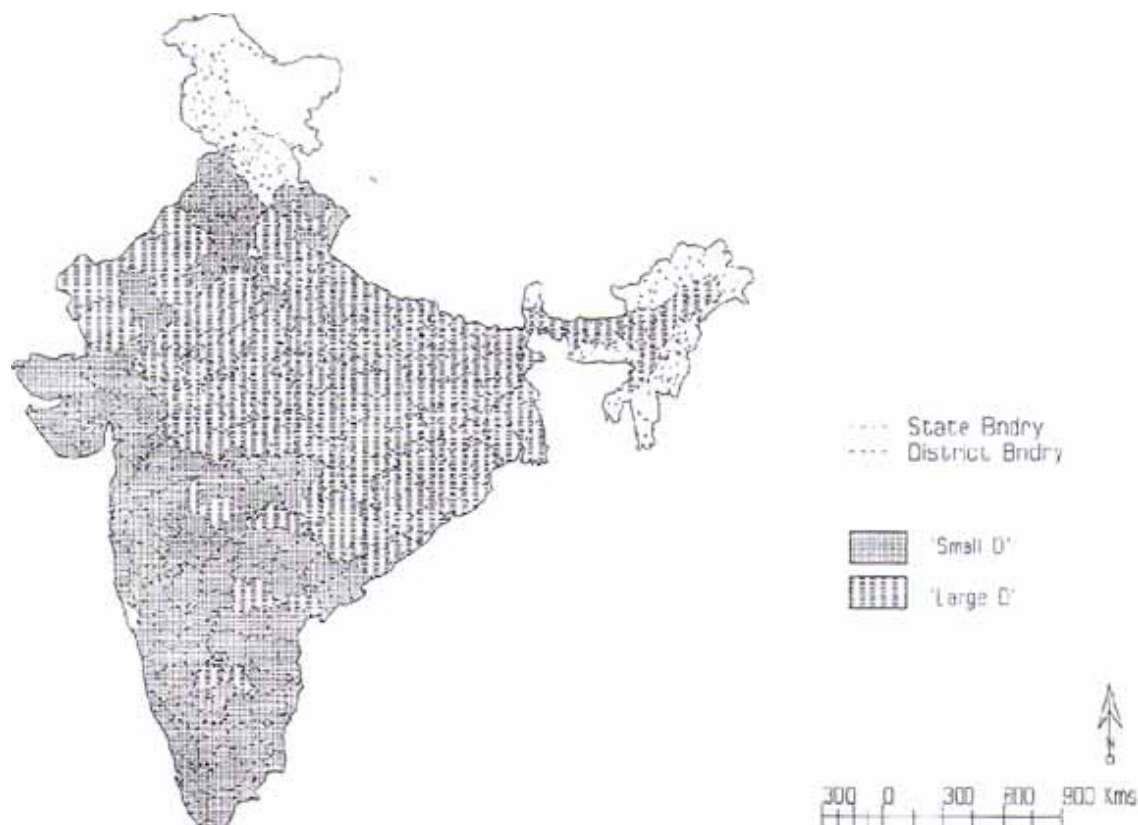 State Bndry
District Bndry
'Small D'
'Large D'
300 0 300 600 900 Kms
N